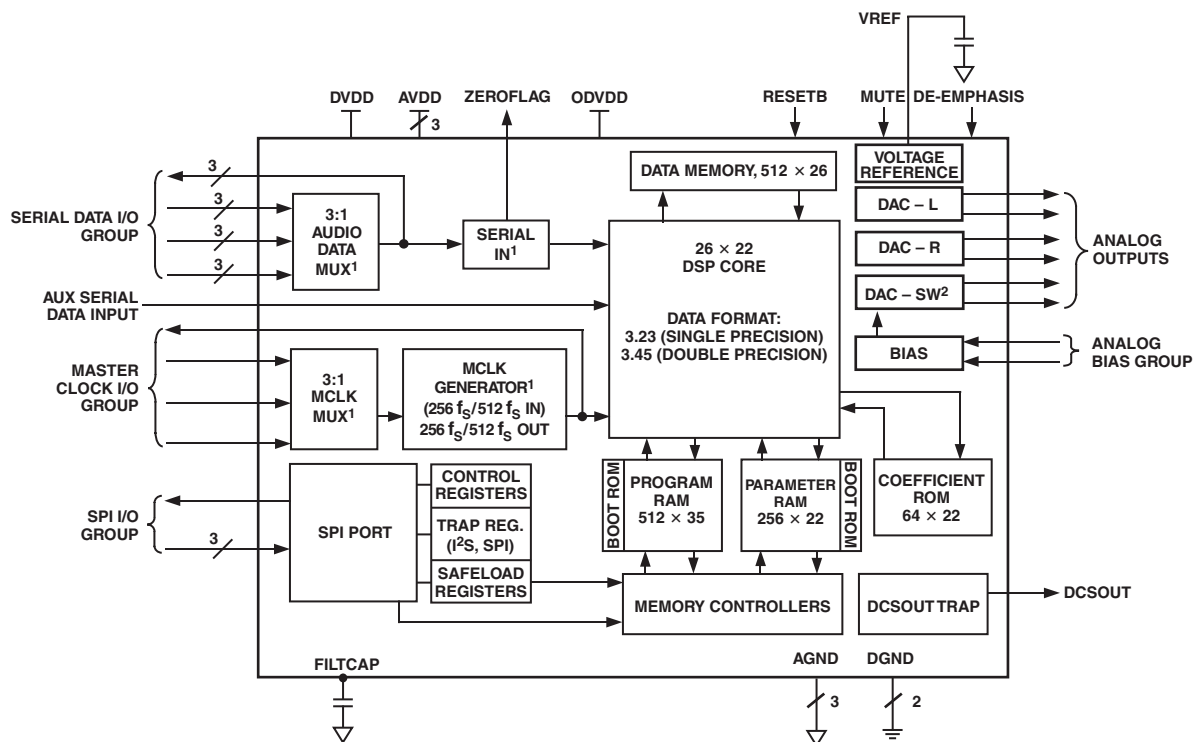 VREF
DVDD
AVDD
ZEROFLAG
ODVDD
RESETB
MUTE
DE-EMPHASIS
3
3
3
3
3
SERIAL DATA I/O
GROUP
3:1
AUDIO
DATA
MUX1
SERIAL
IN1
DATA MEMORY, 512 × 26
VOLTAGE
REFERENCE
DAC – L
DAC – R
DAC – SW2
ANALOG
OUTPUTS
26 × 22
DSP CORE
DATA FORMAT:
3.23 (SINGLE PRECISION)
3.45 (DOUBLE PRECISION)
AUX SERIAL
DATA INPUT
BIAS
ANALOG
BIAS GROUP
MASTER
CLOCK I/O
GROUP
3:1
MCLK
MUX1
MCLK
GENERATOR1
(256 fS/512 fS IN)
256 fS/512 fS OUT
SPI I/O
GROUP
3
SPI PORT
CONTROL
REGISTERS
TRAP REG.
(I2S, SPI)
SAFELOAD
REGISTERS
BOOT ROM
PROGRAM
RAM
512 × 35
PARAMETER
RAM
256 × 22
BOOT ROM
COEFFICIENT
ROM
64 × 22
MEMORY CONTROLLERS
DCSOUT TRAP
DCSOUT
FILTCAP
AGND
DGND
3
2